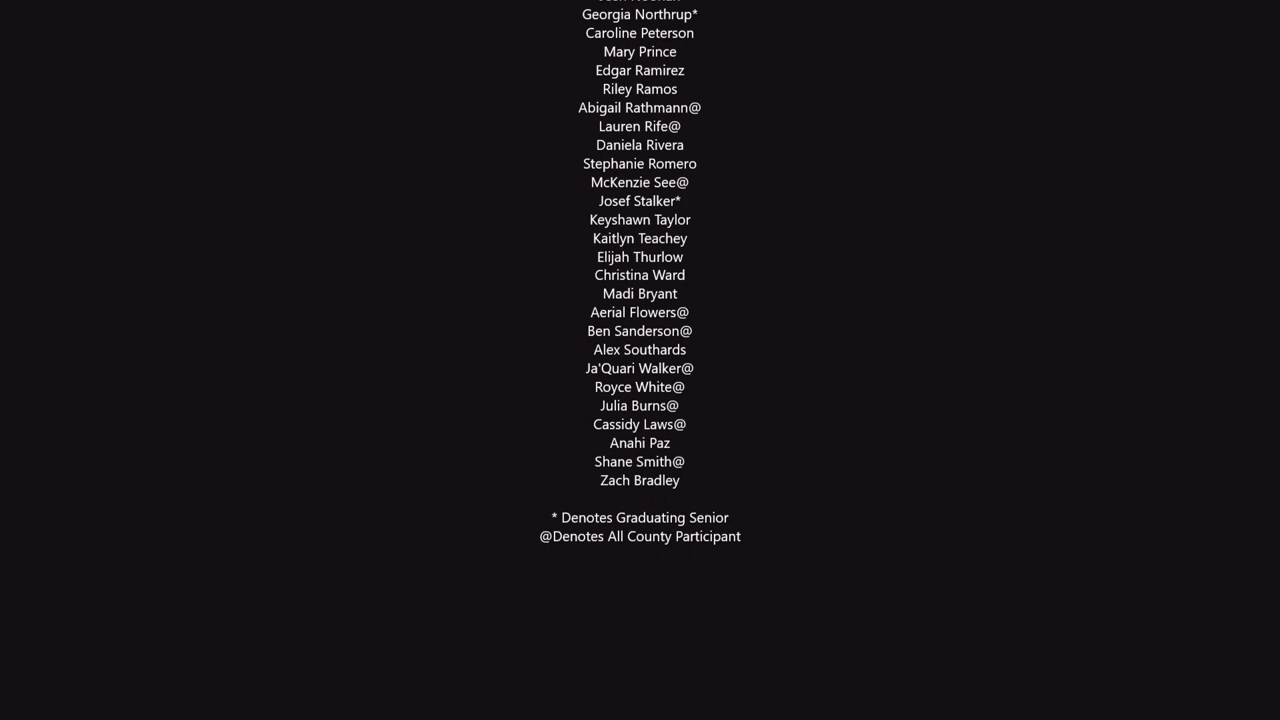 Georgia Northrup*
Caroline Peterson
Mary Prince
Edgar Ramirez
Riley Ramos
Abigail Rathmann@
Lauren Rife@
Daniela Rivera
Stephanie Romero
McKenzie See@
Josef Stalker*
Keyshawn Taylor
Kaitlyn Teachey
Elijah Thurlow
Christina Ward
Madi Bryant
Aerial Flowers@
Ben Sanderson@
Alex Southards
Ja'Quari Walker@
Royce White@
Julia Burns@
Cassidy Laws@
Anahi Paz
Shane Smith@
Zach Bradley
* Denotes Graduating Senior
@Denotes All County Participant